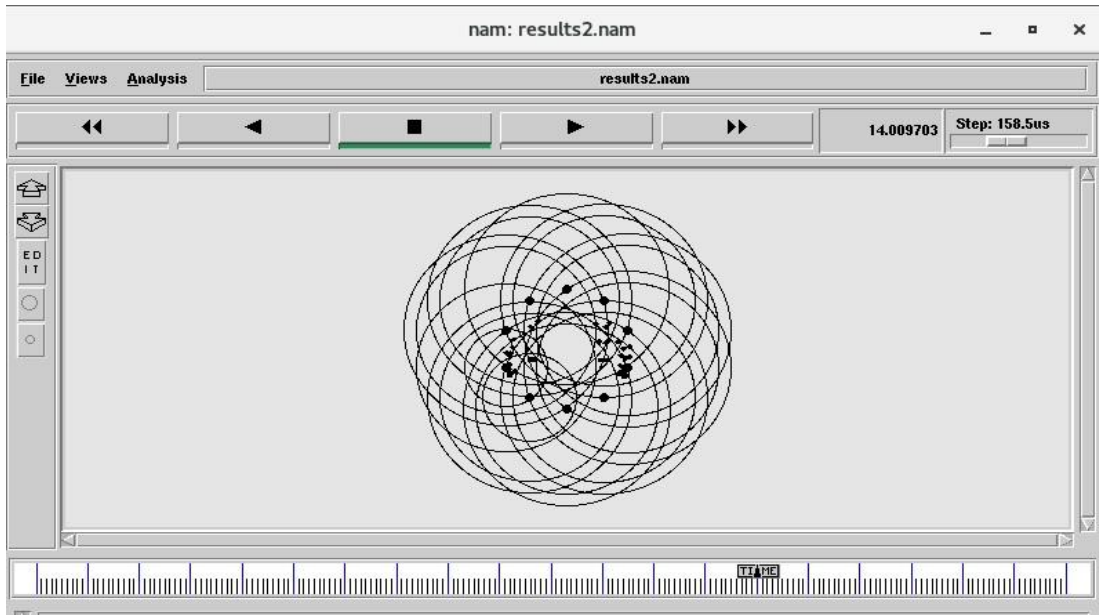 nam: results2.nam
File Views Analysis results2.nam
14.009703 Step: 158.5us
ED
IT
TIME